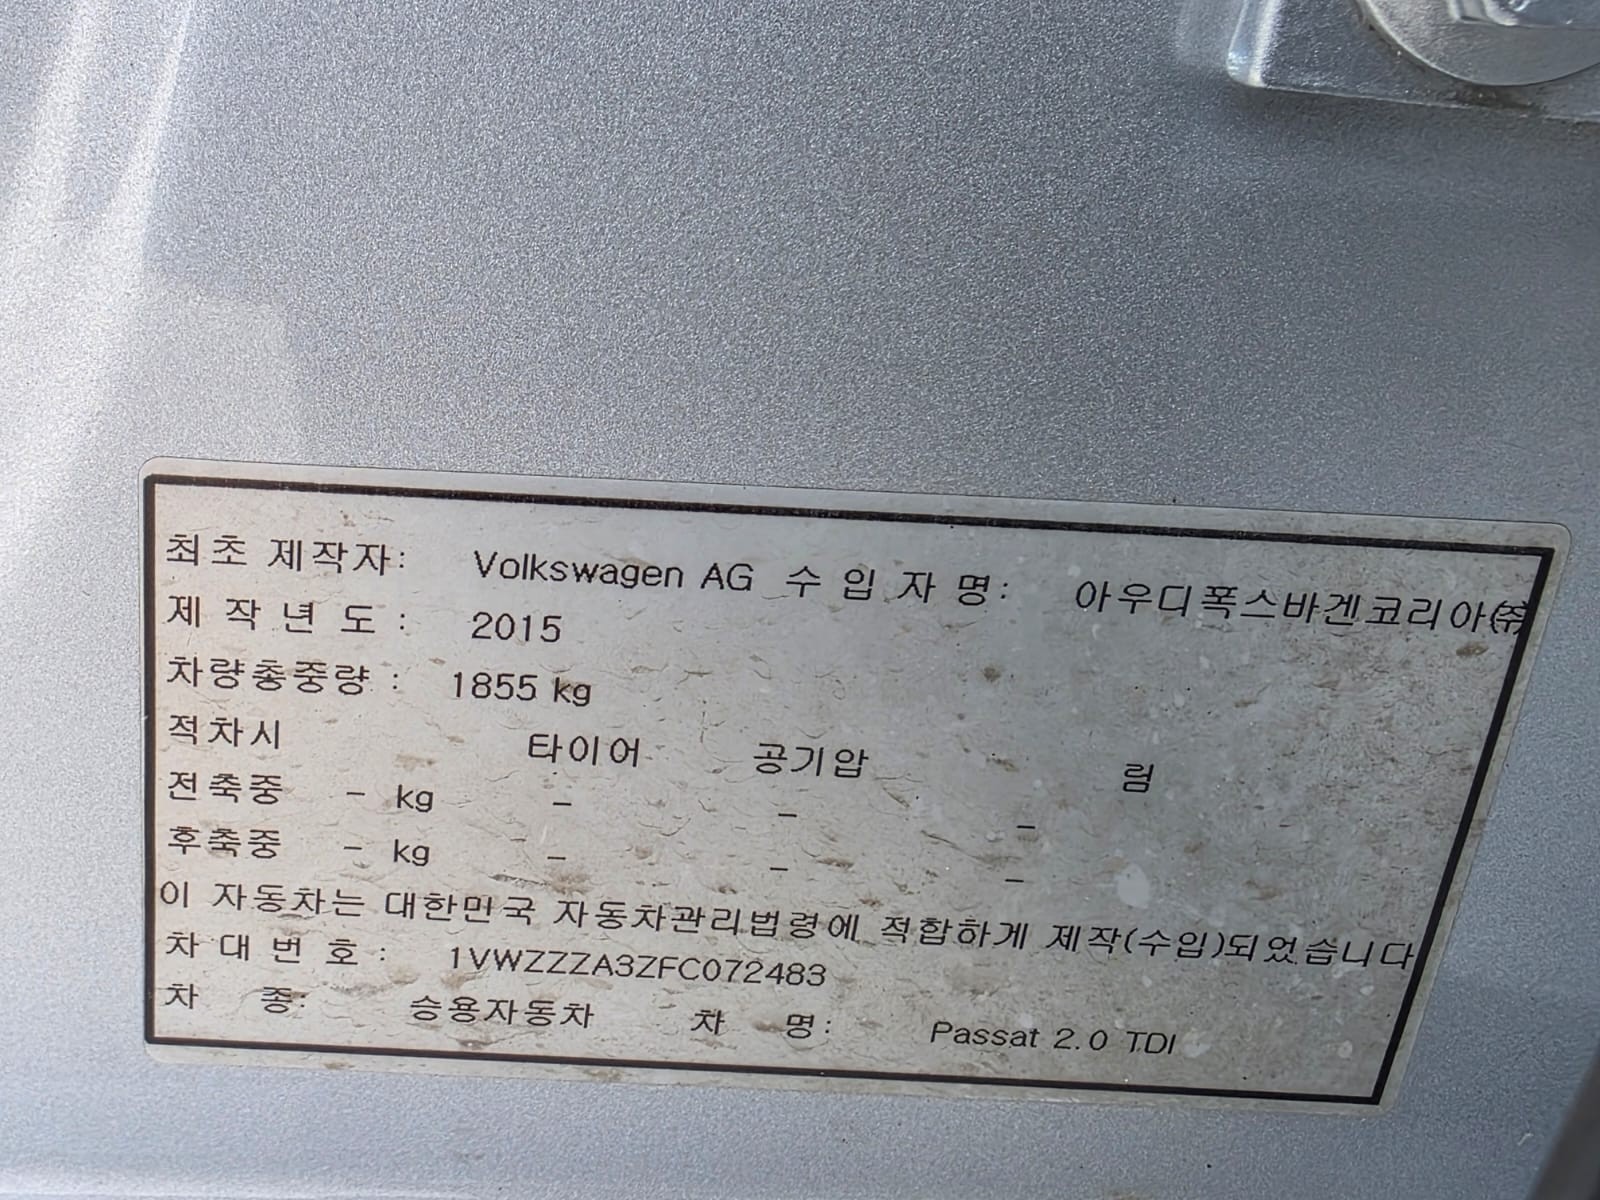 최초 제작자: Volkswagen AG 수 입 자 명: 아우디폭스바겐코리아㈜
제 작 년 도 : 2015
차량총중량 : 1855 kg
적차시 타이어 공기압 림
전축중 - kg - - -
후축중 - kg - - -
이 자동차는 대한민국 자동차관리법령에 적합하게 제작(수입)되었습니다
차 대 번 호 : 1VWZZZA3ZFC072483
차 종: 승용자동차 차 명: Passat 2.0 TDI